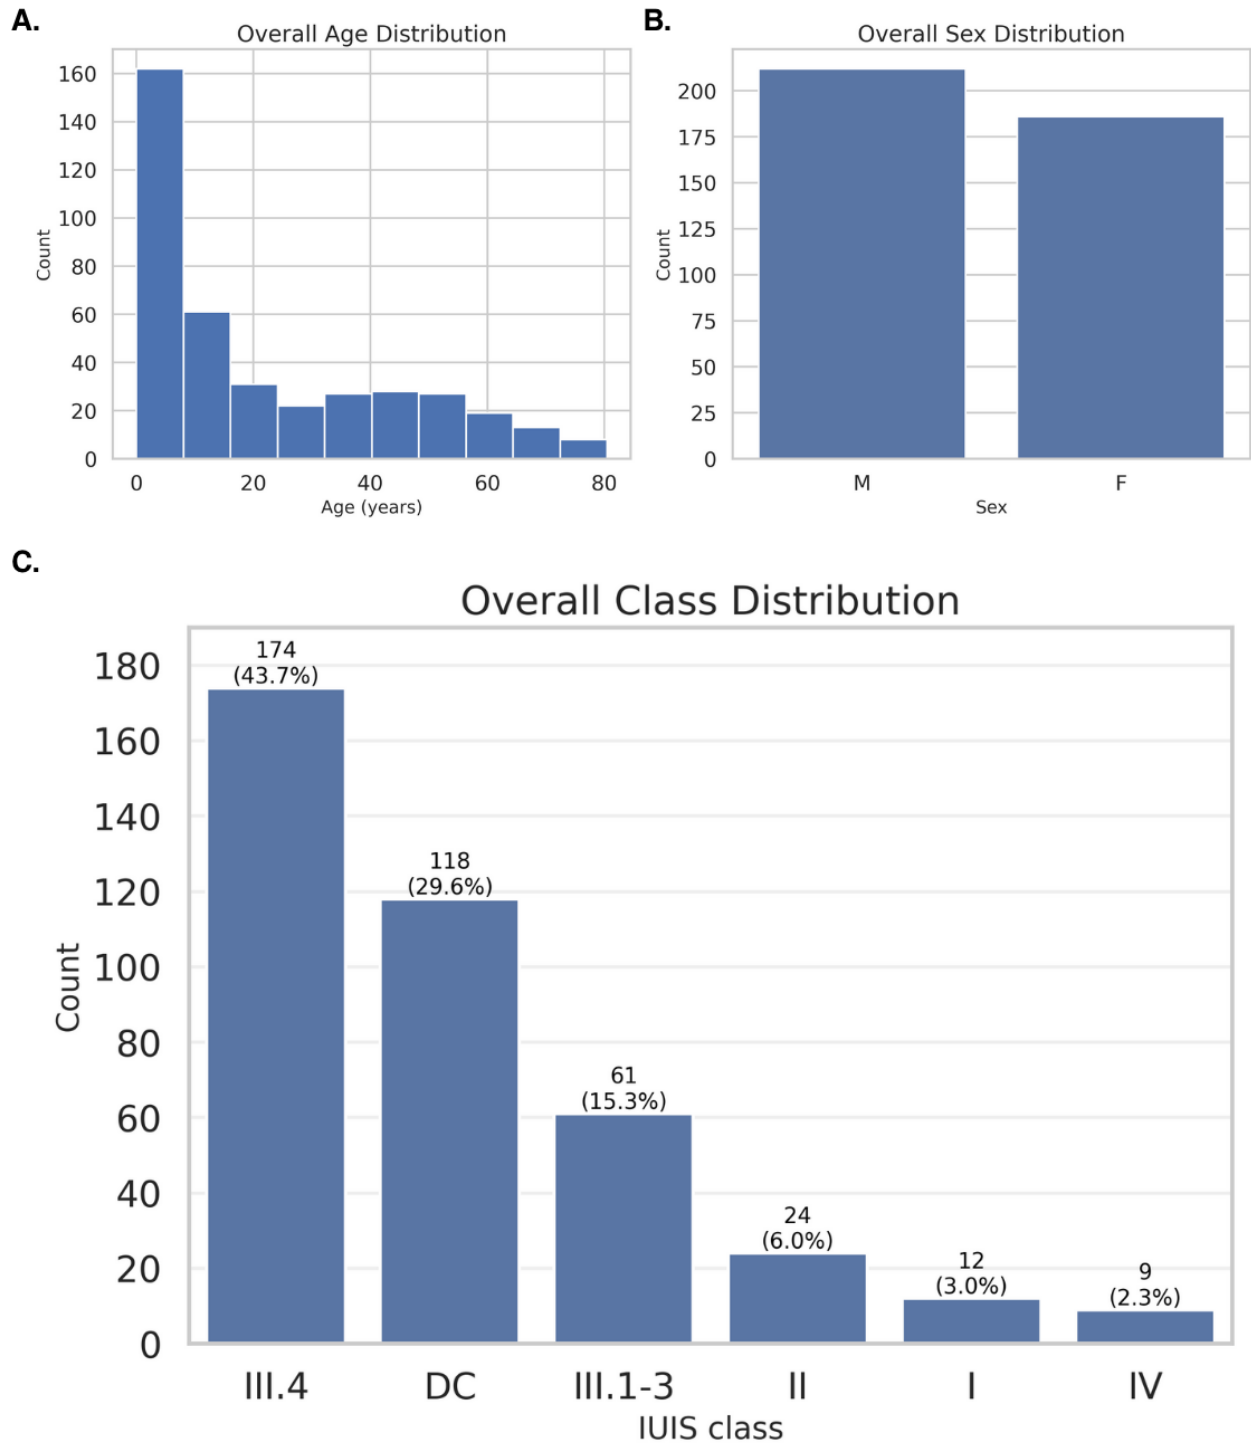 A.
Overall Age Distribution
160
140
120
100
80
60
40
20
0
Count
0 20 40 60 80
Age (years)
B.
Overall Sex Distribution
200
175
150
125
100
75
50
25
0
Count
M F
Sex
C.
Overall Class Distribution
180
160
140
120
100
80
60
40
20
0
Count
174
(43.7%)
118
(29.6%)
61
(15.3%)
24
(6.0%)
12
(3.0%)
9
(2.3%)
III.4 DC III.1-3 II I IV
IUIS class